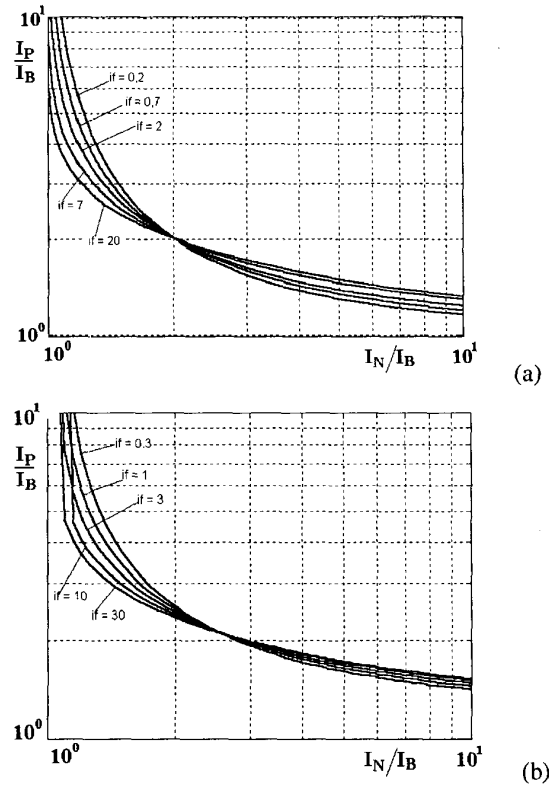 10¹
I_P
I_B
if = 0,2
if = 0,7
if = 2
if = 7
if = 20
10⁰
10⁰
I_N/I_B
10¹
(a)
10¹
I_P
I_B
if = 0.3
if = 1
if = 3
if = 10
if = 30
10⁰
10⁰
I_N/I_B
10¹
(b)